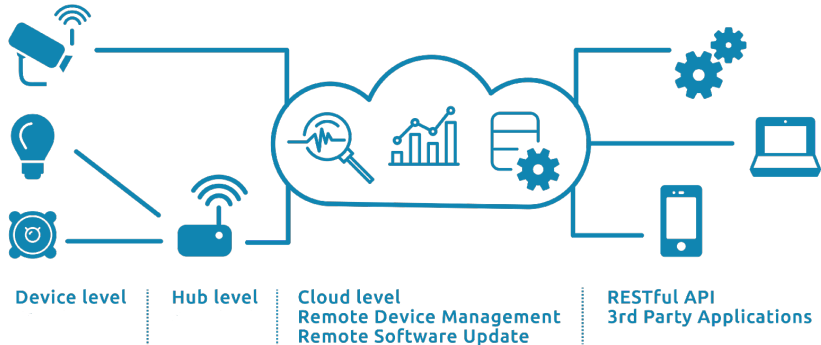 Device level
Hub level
Cloud level
Remote Device Management
Remote Software Update
RESTful API
3rd Party Applications